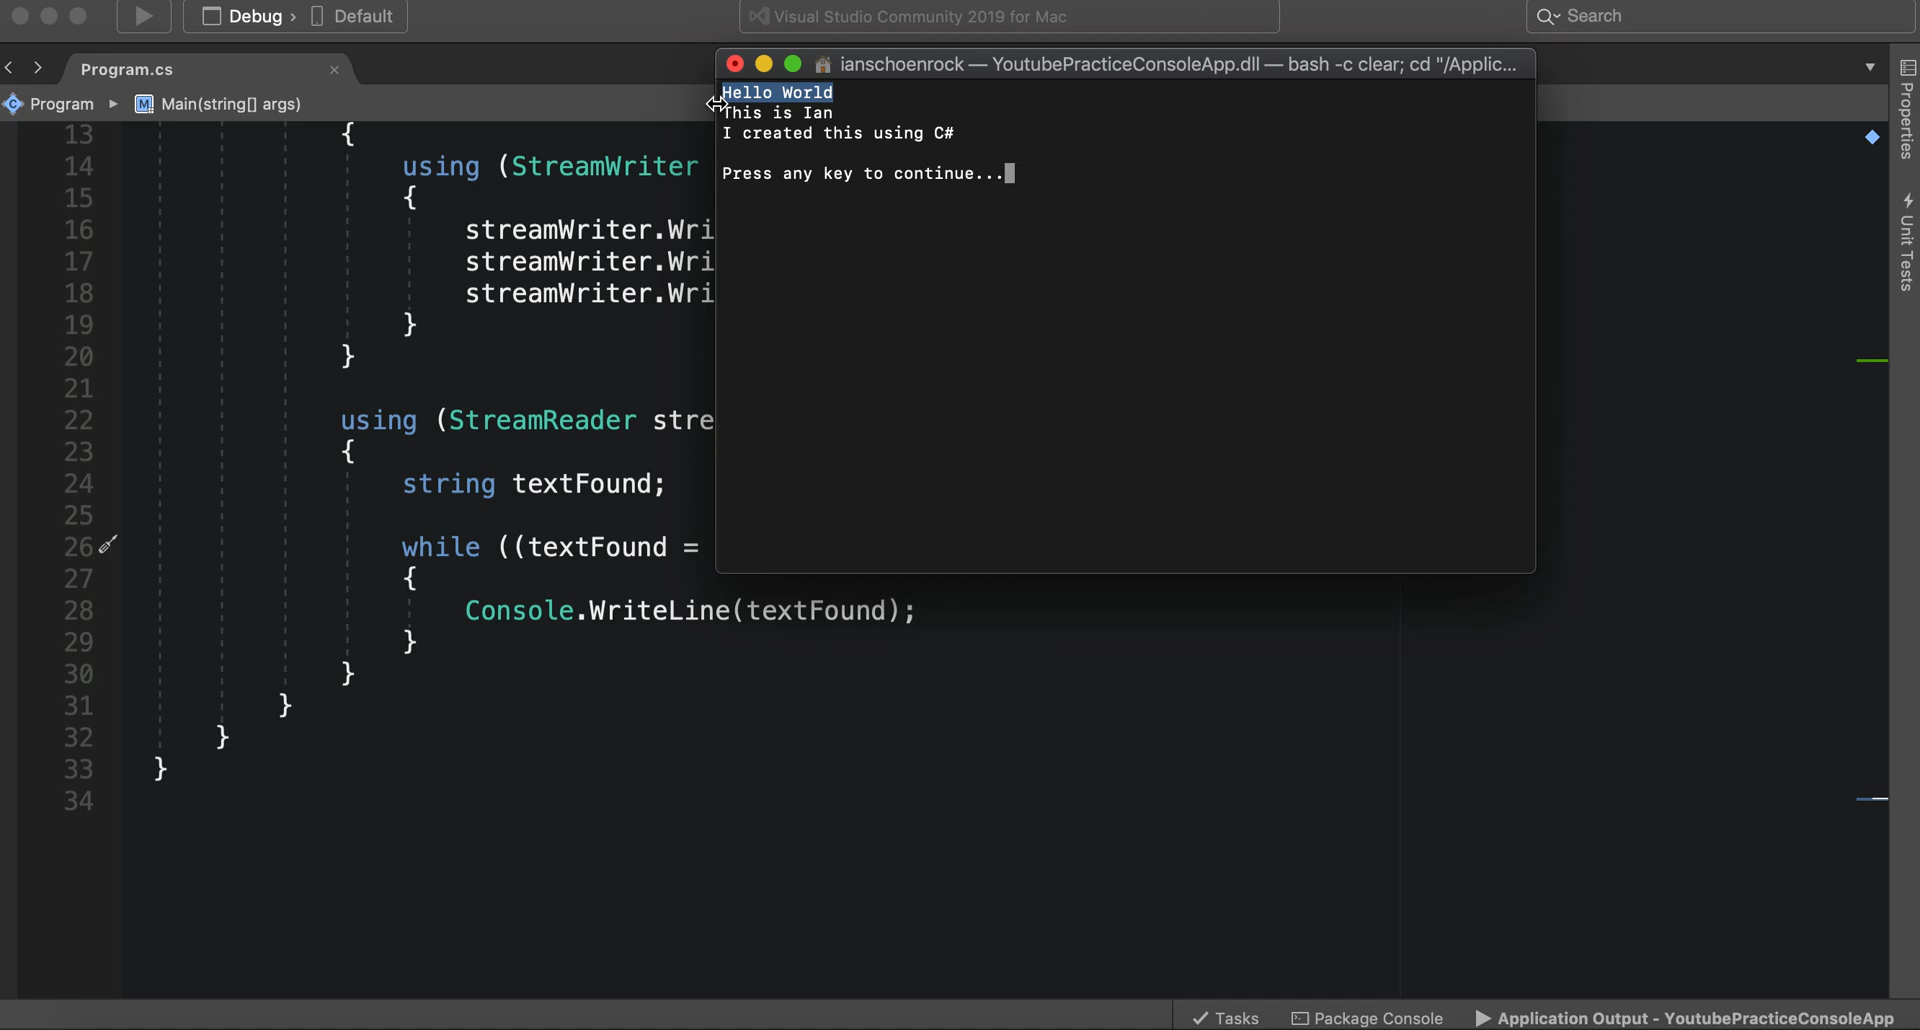 Debug › Default
Visual Studio Community 2019 for Mac
Search
Program.cs
Program ▸ Main(string[] args)
ianschoenrock — YoutubePracticeConsoleApp.dll — bash -c clear; cd "/Applic...
Hello World
This is Ian
I created this using C#
Press any key to continue...
13 {
14 using (StreamWriter
15 {
16 streamWriter.Wri
17 streamWriter.Wri
18 streamWriter.Wri
19 }
20 }
21
22 using (StreamReader stre
23 {
24 string textFound;
25
26 while ((textFound =
27 {
28 Console.WriteLine(textFound);
29 }
30 }
31 }
32 }
33 }
34
Properties
Unit Tests
Tasks
Package Console
Application Output - YoutubePracticeConsoleApp